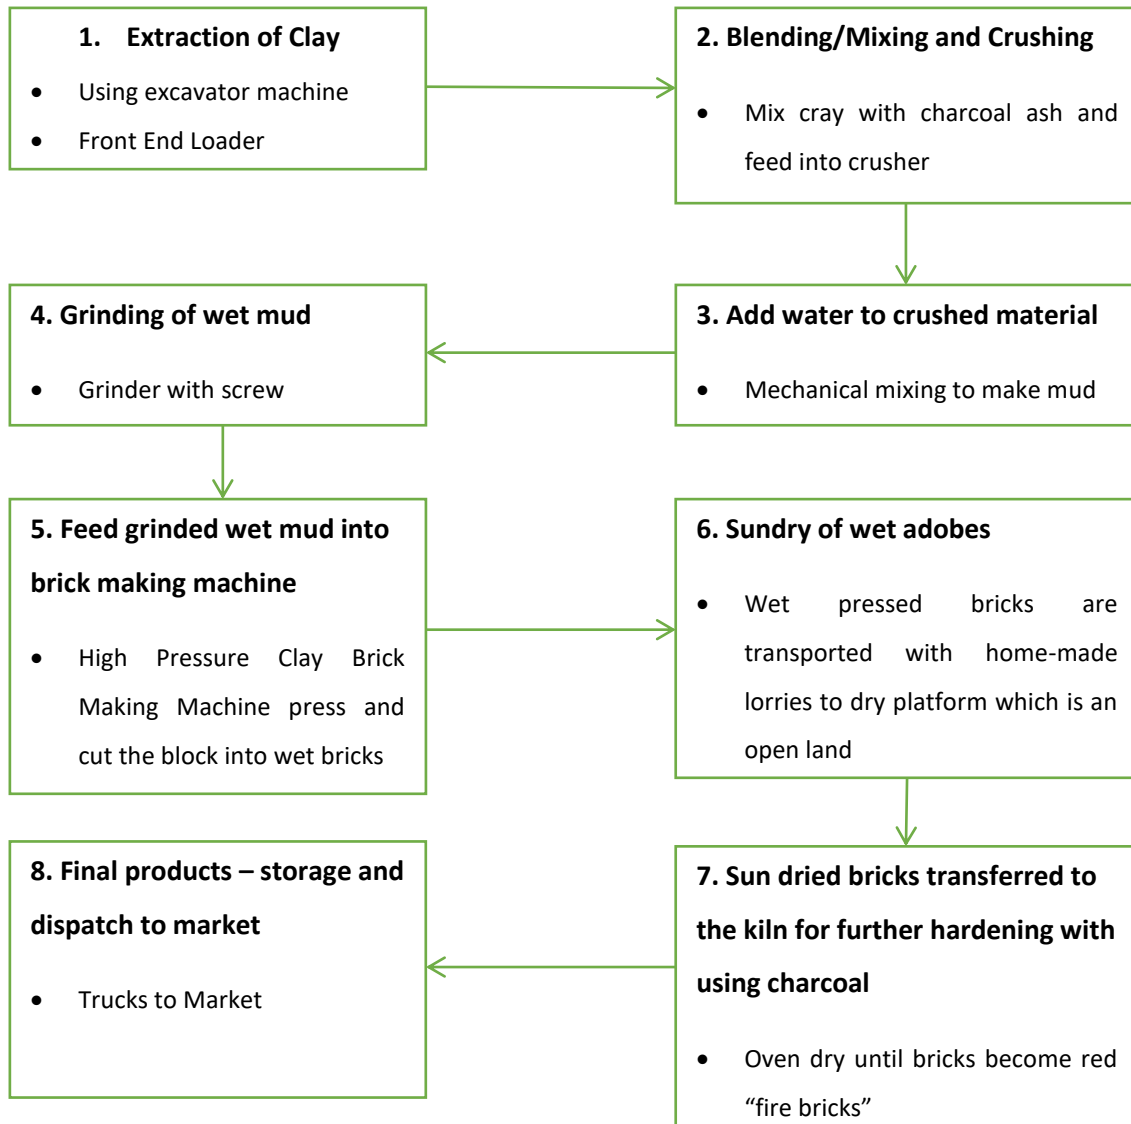 1. Extraction of Clay
• Using excavator machine
• Front End Loader
2. Blending/Mixing and Crushing
• Mix cray with charcoal ash and
feed into crusher
3. Add water to crushed material
• Mechanical mixing to make mud
4. Grinding of wet mud
• Grinder with screw
5. Feed grinded wet mud into
brick making machine
• High Pressure Clay Brick
Making Machine press and
cut the block into wet bricks
6. Sundry of wet adobes
• Wet pressed bricks are
transported with home-made
lorries to dry platform which is an
open land
7. Sun dried bricks transferred to
the kiln for further hardening with
using charcoal
• Oven dry until bricks become red
“fire bricks”
8. Final products – storage and
dispatch to market
• Trucks to Market